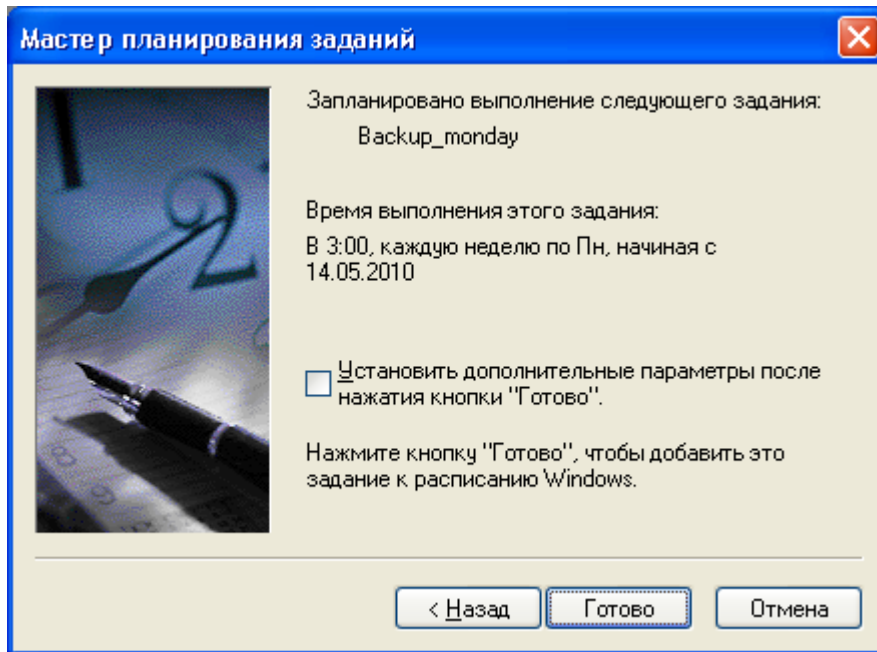 Мастер планирования заданий
Запланировано выполнение следующего задания:
Backup_monday
Время выполнения этого задания:
В 3:00, каждую неделю по Пн, начиная с
14.05.2010
Установить дополнительные параметры после
нажатия кнопки "Готово".
Нажмите кнопку "Готово", чтобы добавить это
задание к расписанию Windows.
< Назад
Готово
Отмена